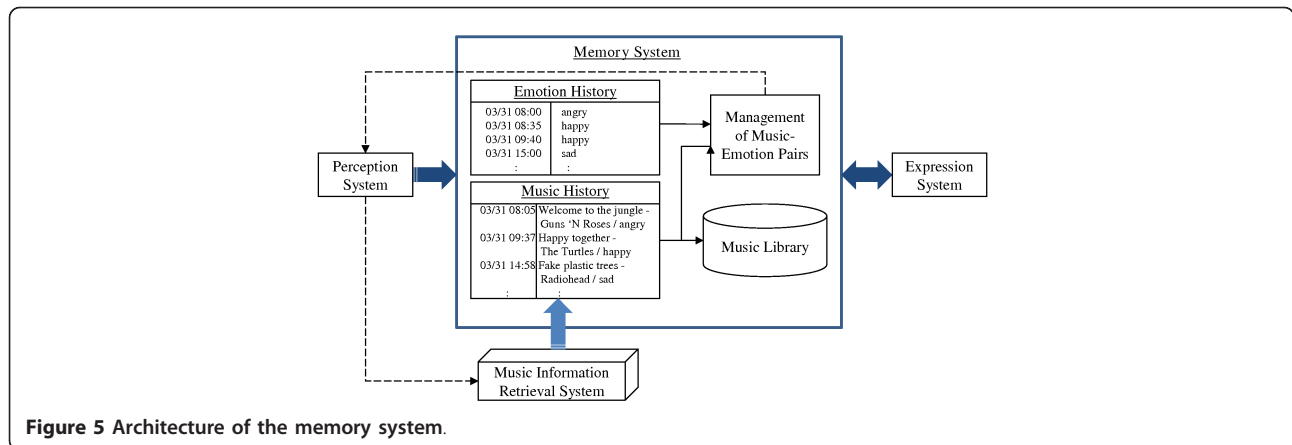 Memory System
Emotion History
03/31 08:00 angry
03/31 08:35 happy
03/31 09:40 happy
03/31 15:00 sad
: :
Management
of Music-
Emotion Pairs
Perception
System
Expression
System
Music History
03/31 08:05 Welcome to the jungle -
Guns ‘N Roses / angry
03/31 09:37 Happy together -
The Turtles / happy
03/31 14:58 Fake plastic trees -
Radiohead / sad
: :
Music Library
Music Information
Retrieval System
Figure 5 Architecture of the memory system.